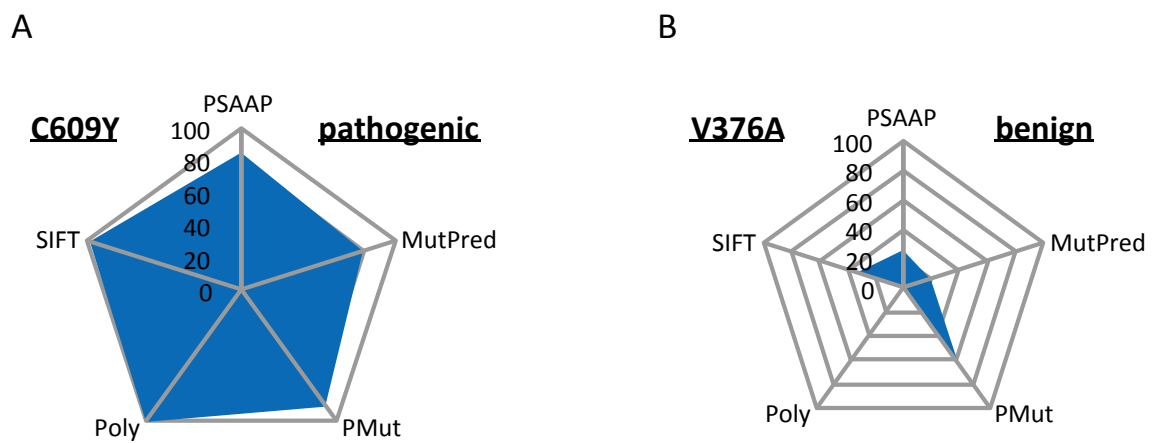 A
C609Y
pathogenic
PSAAP
100
80
60
40
20
0
SIFT
MutPred
Poly
PMut
B
V376A
benign
PSAAP
100
80
60
40
20
0
SIFT
MutPred
Poly
PMut